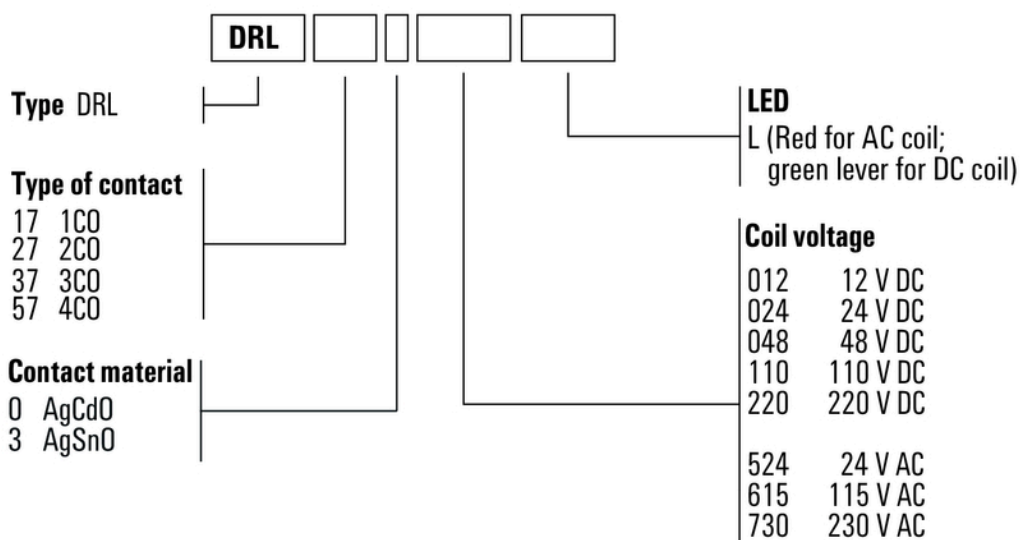 DRL
Type DRL
Type of contact
17 1CO
27 2CO
37 3CO
57 4CO
Contact material
0 AgCdO
3 AgSnO
LED
L (Red for AC coil;
green lever for DC coil)
Coil voltage
012 12 V DC
024 24 V DC
048 48 V DC
110 110 V DC
220 220 V DC
524 24 V AC
615 115 V AC
730 230 V AC